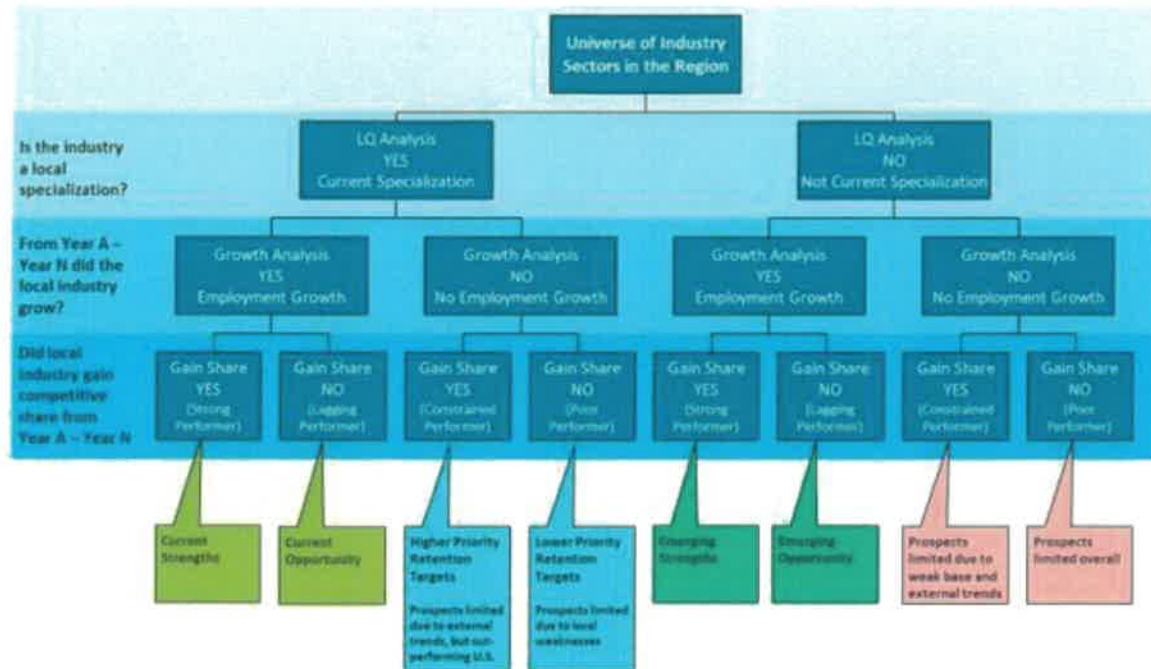 Universe of Industry
Sectors in the Region
Is the industry
a local
specialization?
LQ Analysis
YES
Current Specialization
LQ Analysis
NO
Not Current Specialization
From Year A –
Year N did the
local industry
grow?
Growth Analysis
YES
Employment Growth
Growth Analysis
NO
No Employment Growth
Growth Analysis
YES
Employment Growth
Growth Analysis
NO
No Employment Growth
Did local
industry gain
competitive
share from
Year A – Year N
Gain Share
YES
(Strong
Performer)
Gain Share
NO
(Lagging
Performer)
Gain Share
YES
(Constrained
Performer)
Gain Share
NO
(Poor
Performer)
Gain Share
YES
(Strong
Performer)
Gain Share
NO
(Lagging
Performer)
Gain Share
YES
(Constrained
Performer)
Gain Share
NO
(Poor
Performer)
Current
Strengths
Current
Opportunity
Higher Priority
Retention
Targets
Prospects limited
due to external
trends, but out-
performing U.S.
Lower Priority
Retention
Targets
Prospects limited
due to local
weaknesses
Emerging
Strengths
Emerging
Opportunity
Prospects
limited due to
weak base and
external trends
Prospects
limited overall